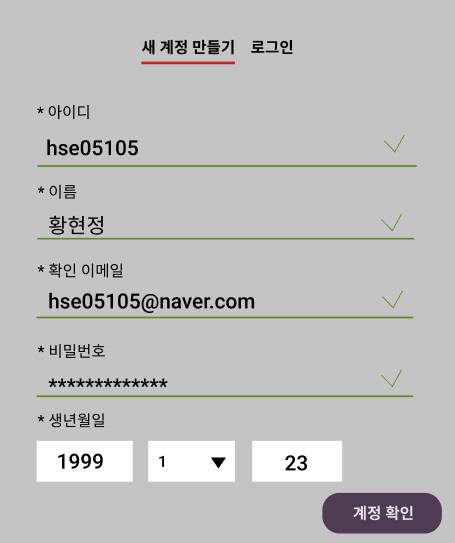 새 계정 만들기 로그인
* 아이디
hse05105
* 이름
황현정
* 확인 이메일
hse05105@naver.com
* 비밀번호
*************
* 생년월일
1999 1 23
계정 확인